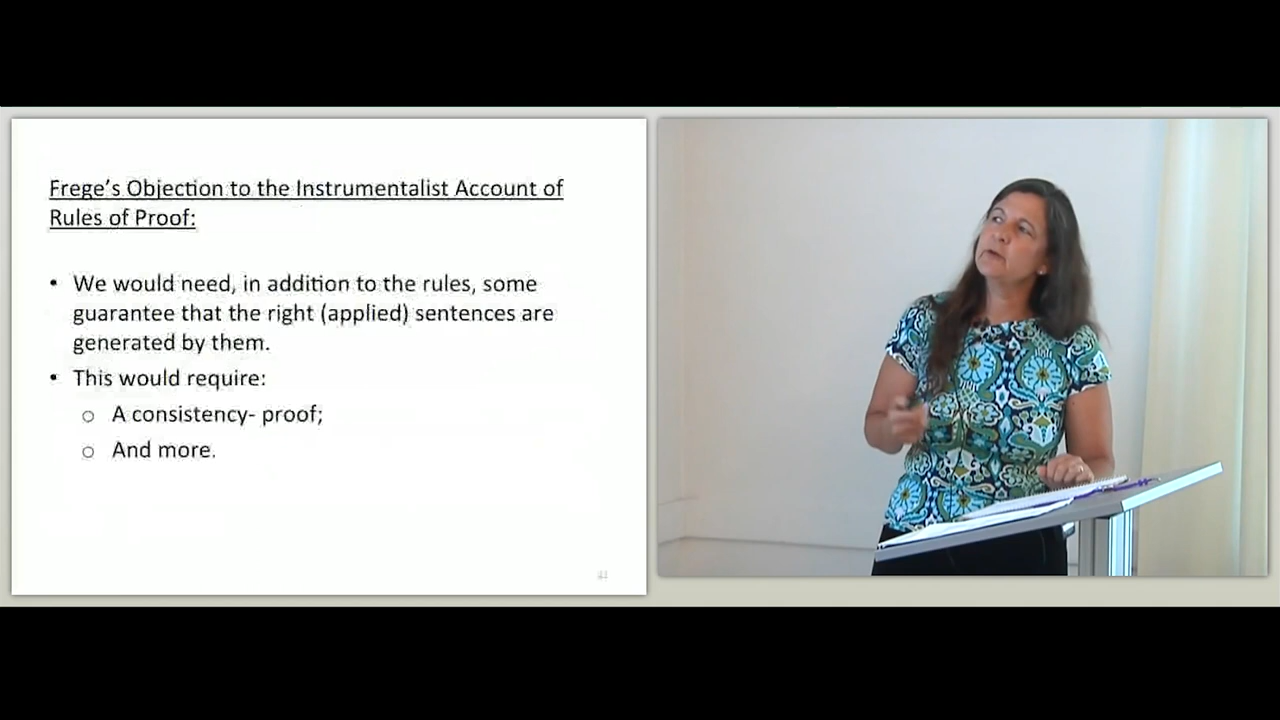 Frege’s Objection to the Instrumentalist Account of
Rules of Proof:
• We would need, in addition to the rules, some
guarantee that the right (applied) sentences are
generated by them.
• This would require:
○ A consistency- proof;
○ And more.
41